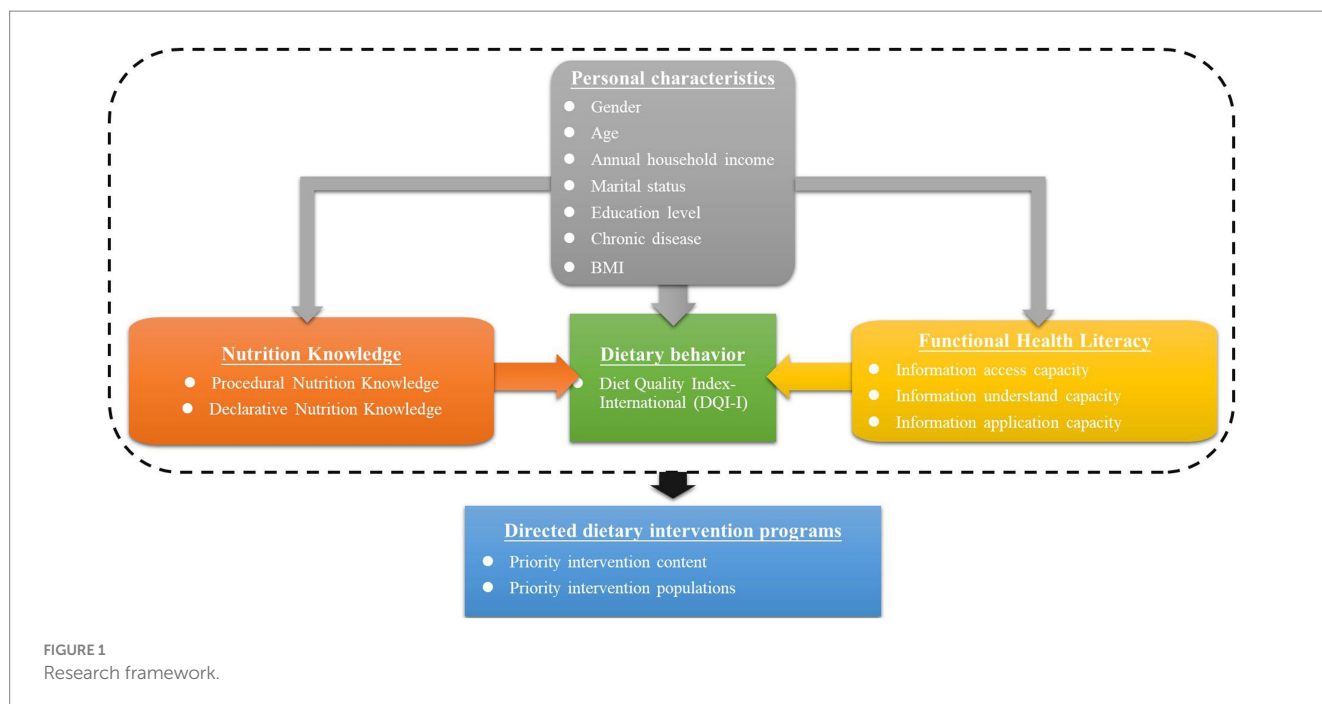 Personal characteristics
● Gender
● Age
● Annual household income
● Marital status
● Education level
● Chronic disease
● BMI
Nutrition Knowledge
● Procedural Nutrition Knowledge
● Declarative Nutrition Knowledge
Dietary behavior
● Diet Quality Index-
International (DQI-I)
Functional Health Literacy
● Information access capacity
● Information understand capacity
● Information application capacity
Directed dietary intervention programs
● Priority intervention content
● Priority intervention populations
FIGURE 1
Research framework.